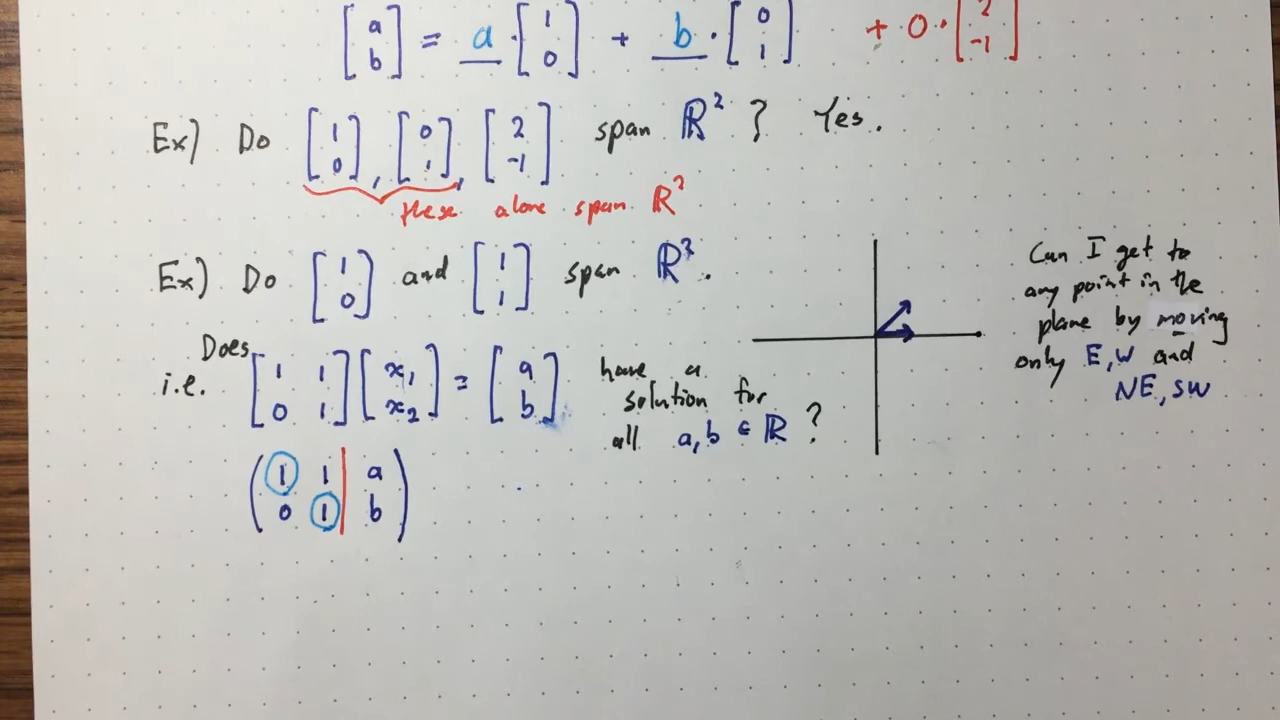 [a b] = a · [1 0] + b · [0 1] + 0 · [2 -1]
Ex) Do [1 0], [0 1], [2 -1] span ℝ² ? Yes.
these alone span ℝ²
Ex) Do [1 0] and [1 1] span ℝ³.
i.e. Does [1 1 0 1] [x₁ x₂] = [a b] have a
solution for
all a, b ∈ ℝ ?
(1 1 | a
0 1 | b)
Can I get to
any point in the
plane by moving
only E, W and
NE, SW